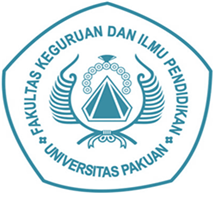 FAKULTAS KEGURUAN DAN ILMU PENDIDIKAN
UNIVERSITAS PAKUAN